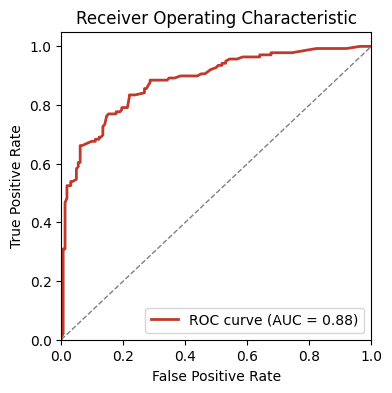 Receiver Operating Characteristic
True Positive Rate
1.0
0.8
0.6
0.4
0.2
0.0
ROC curve (AUC = 0.88)
0.0 0.2 0.4 0.6 0.8 1.0
False Positive Rate